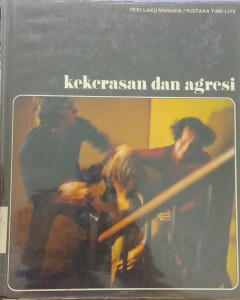 PERI LAKU MANUSIA / PUSTAKA TIME LIFE
kekerasan dan agresi